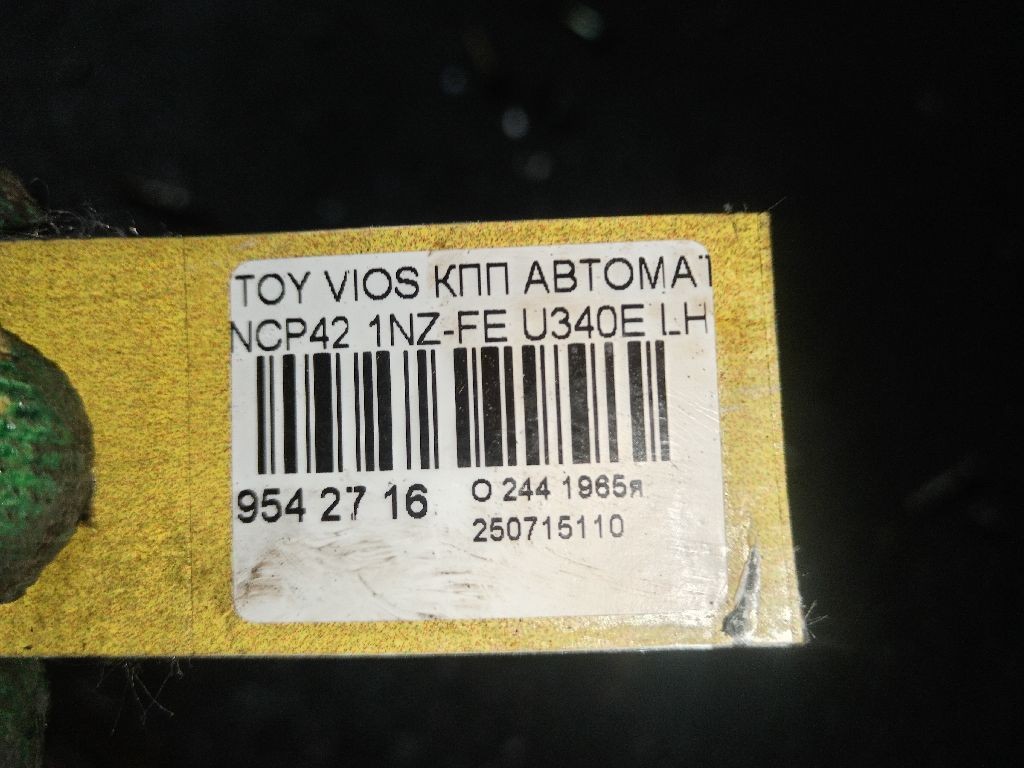 TOY VIOS КПП АВТОМАТ
NCP42 1NZ-FE U340E LH
954 27 16
О 244 1965я
250715110